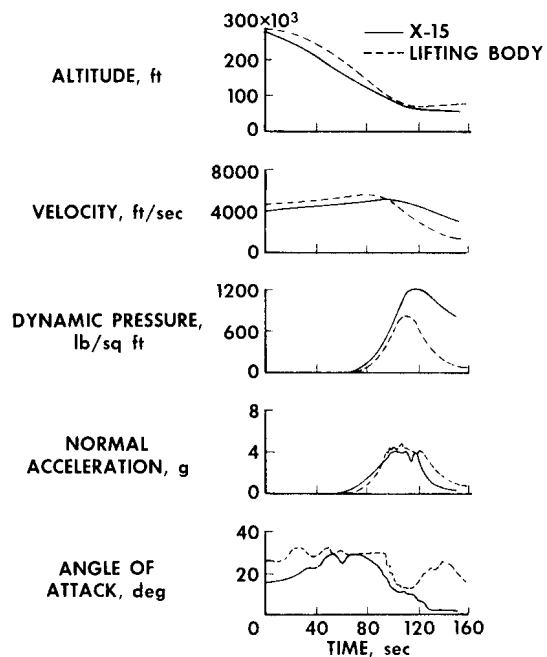 300×10³
X-15
LIFTING BODY
ALTITUDE, ft
200
100
0
8000
VELOCITY, ft/sec
4000
0
1200
DYNAMIC PRESSURE,
lb/sq ft
600
0
8
NORMAL
ACCELERATION, g
4
0
40
ANGLE OF
ATTACK, deg
20
0 40 80 120 160
TIME, sec